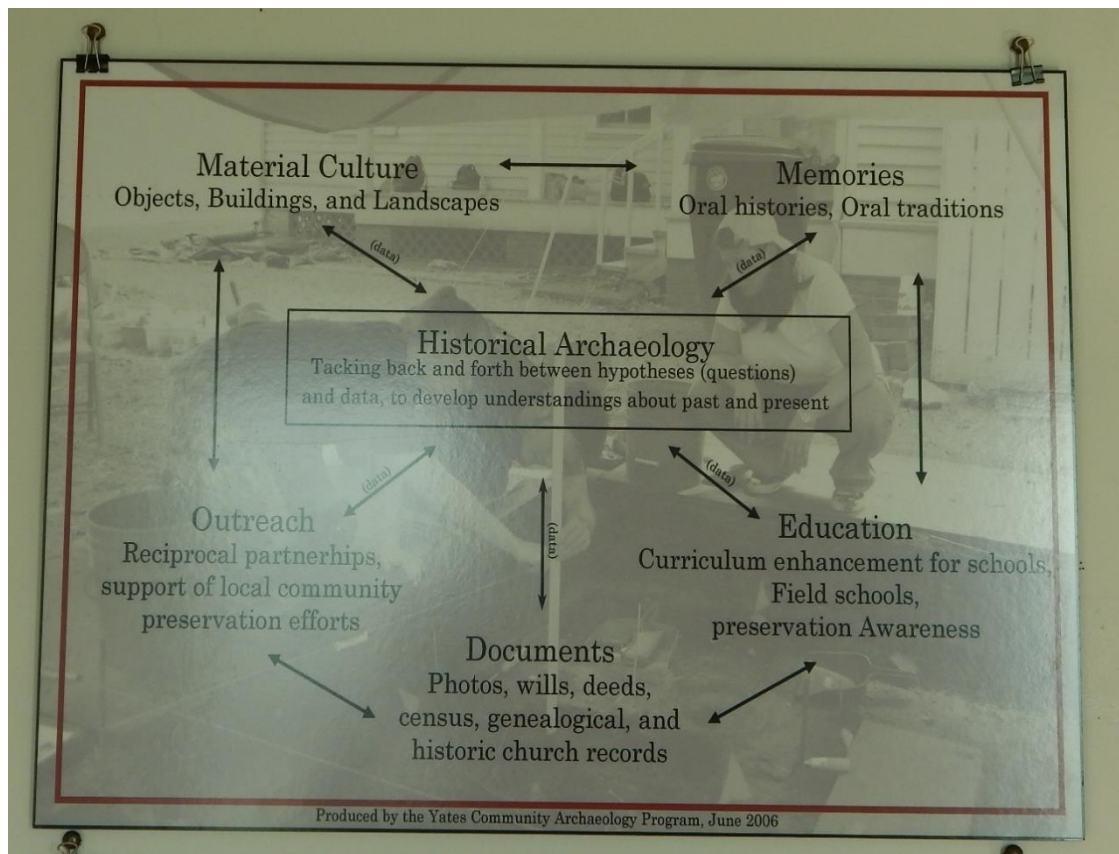 Material Culture
Objects, Buildings, and Landscapes
Memories
Oral histories, Oral traditions
(data)
(data)
Historical Archaeology
Tacking back and forth between hypotheses (questions)
and data, to develop understandings about past and present
(data)
(data)
(data)
Outreach
Reciprocal partnerhips,
support of local community
preservation efforts
Education
Curriculum enhancement for schools,
Field schools,
preservation Awareness
Documents
Photos, wills, deeds,
census, genealogical, and
historic church records
Produced by the Yates Community Archaeology Program, June 2006